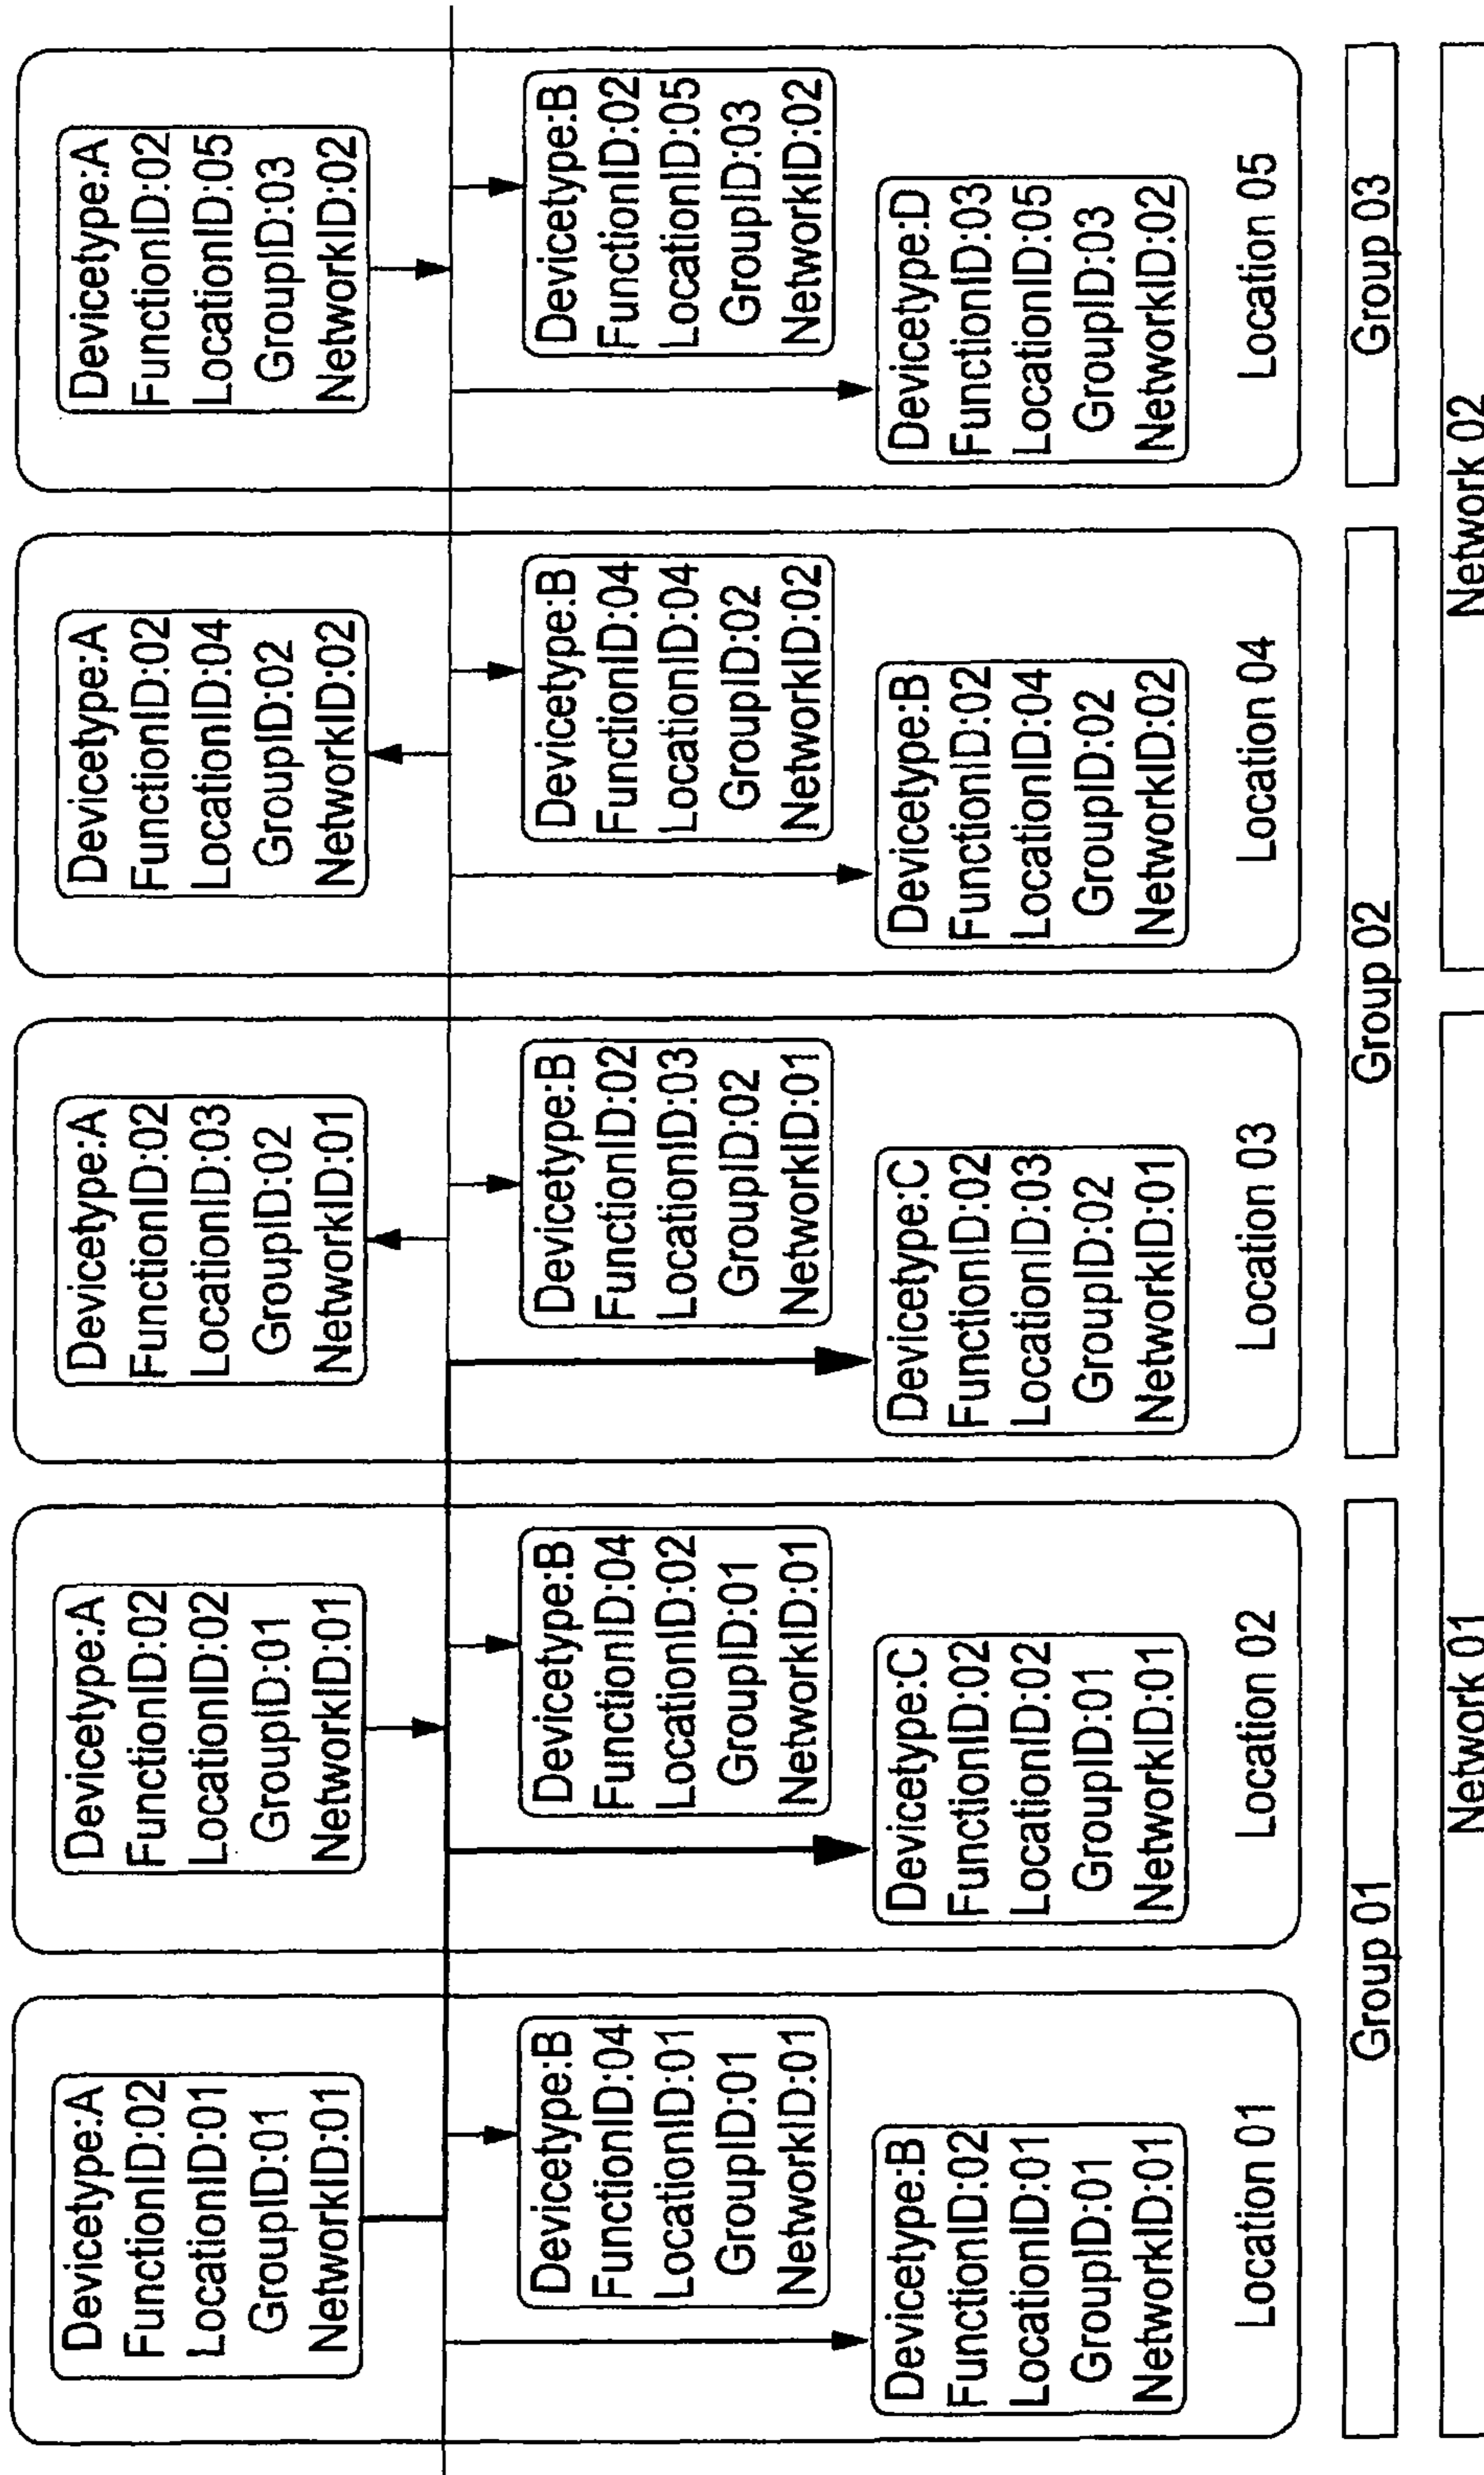 Devicetype:A
FunctionID:02
LocationID:01
GroupID:01
NetworkID:01
Devicetype:B
FunctionID:04
LocationID:01
GroupID:01
NetworkID:01
Devicetype:B
FunctionID:02
LocationID:01
GroupID:01
NetworkID:01
Location 01
Devicetype:A
FunctionID:02
LocationID:02
GroupID:01
NetworkID:01
Devicetype:B
FunctionID:04
LocationID:02
GroupID:01
NetworkID:01
Devicetype:C
FunctionID:02
LocationID:02
GroupID:01
NetworkID:01
Location 02
Devicetype:A
FunctionID:02
LocationID:03
GroupID:02
NetworkID:01
Devicetype:B
FunctionID:02
LocationID:03
GroupID:02
NetworkID:01
Devicetype:C
FunctionID:02
LocationID:03
GroupID:02
NetworkID:01
Location 03
Devicetype:A
FunctionID:02
LocationID:04
GroupID:02
NetworkID:02
Devicetype:B
FunctionID:04
LocationID:04
GroupID:02
NetworkID:02
Devicetype:B
FunctionID:02
LocationID:04
GroupID:02
NetworkID:02
Location 04
Devicetype:A
FunctionID:02
LocationID:05
GroupID:03
NetworkID:02
Devicetype:B
FunctionID:02
LocationID:05
GroupID:03
NetworkID:02
Devicetype:D
FunctionID:03
LocationID:05
GroupID:03
NetworkID:02
Location 05
Group 01
Group 02
Group 03
Network 01
Network 02